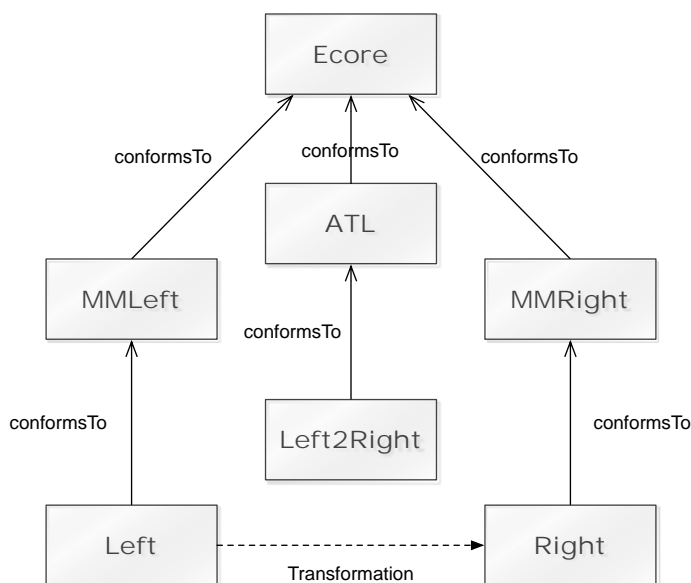 Ecore
conformsTo
conformsTo
conformsTo
ATL
MMLeft
MMRight
conformsTo
conformsTo
conformsTo
Left2Right
Left
Right
Transformation